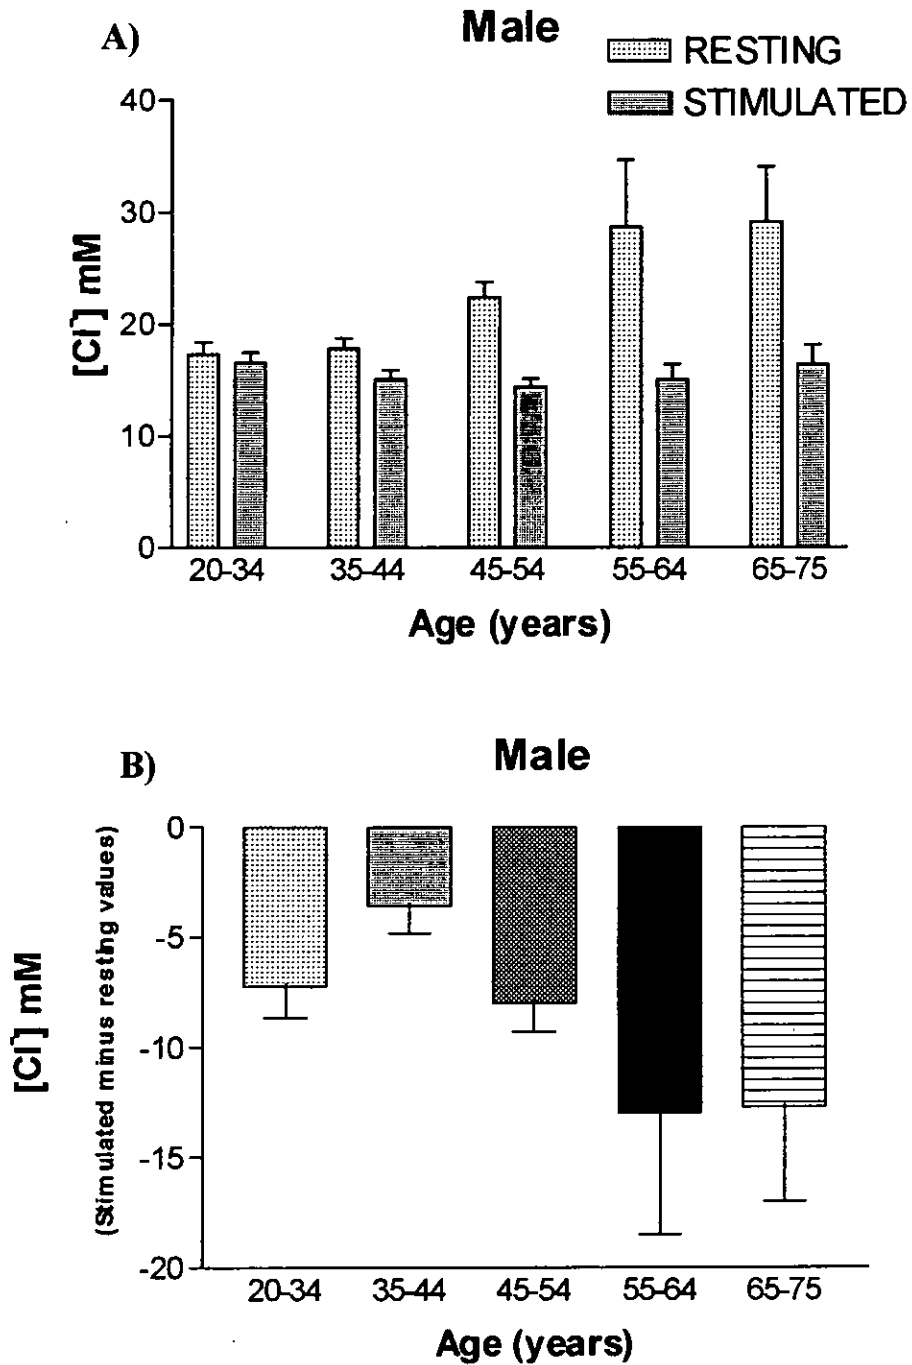 A)
Male
RESTING
STIMULATED
40
30
20
10
0
[Cl⁻] mM
20-34 35-44 45-54 55-64 65-75
Age (years)
B)
Male
0
-5
-10
-15
-20
[Cl⁻] mM
(Stimulated minus resting values)
20-34 35-44 45-54 55-64 65-75
Age (years)